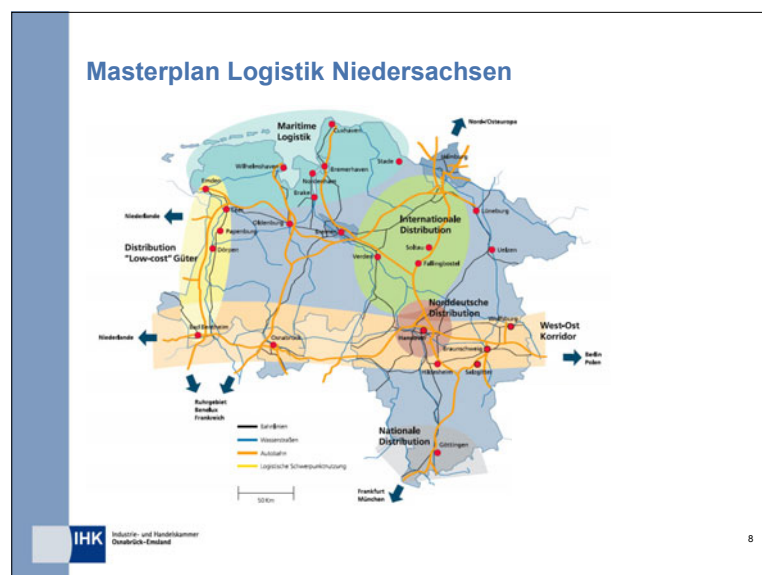 Masterplan Logistik Niedersachsen
Maritime
Logistik
Cuxhaven
Nord-/Osteuropa
Stade
Hamburg
Wilhelmshaven
Bremerhaven
Nordenham
Emden
Brake
Niederlande
Leer
Oldenburg
Papenburg
Bremen
Internationale
Distribution
Lüneburg
Distribution
"Low-cost" Güter
Dörpen
Soltau
Uelzen
Verden
Fallingbostel
Norddeutsche
Distribution
Wolfsburg
West-Ost
Korridor
Bad Bentheim
Niederlande
Osnabrück
Hannover
Braunschweig
Berlin
Polen
Hildesheim
Salzgitter
Ruhrgebiet
Benelux
Frankreich
Nationale
Distribution
Göttingen
Bahnlinien
Wasserstraßen
Autobahn
Logistische Schwerpunktnutzung
50 Km
Frankfurt
München
IHK
Industrie- und Handelskammer
Osnabrück-Emsland
8